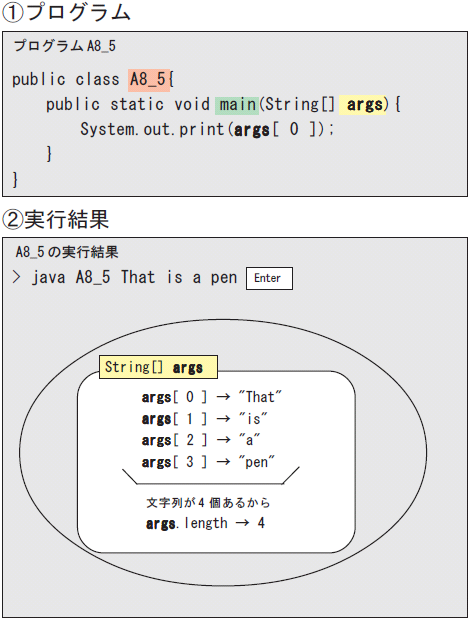 ①プログラム
プログラム A8_5
public class A8_5{
public static void main(String[] args){
System.out.print(args[ 0 ]);
}
}
②実行結果
A8_5 の実行結果
> java A8_5 That is a pen Enter
String[] args
args[ 0 ] → "That"
args[ 1 ] → "is"
args[ 2 ] → "a"
args[ 3 ] → "pen"
文字列が 4 個あるから
args.length → 4